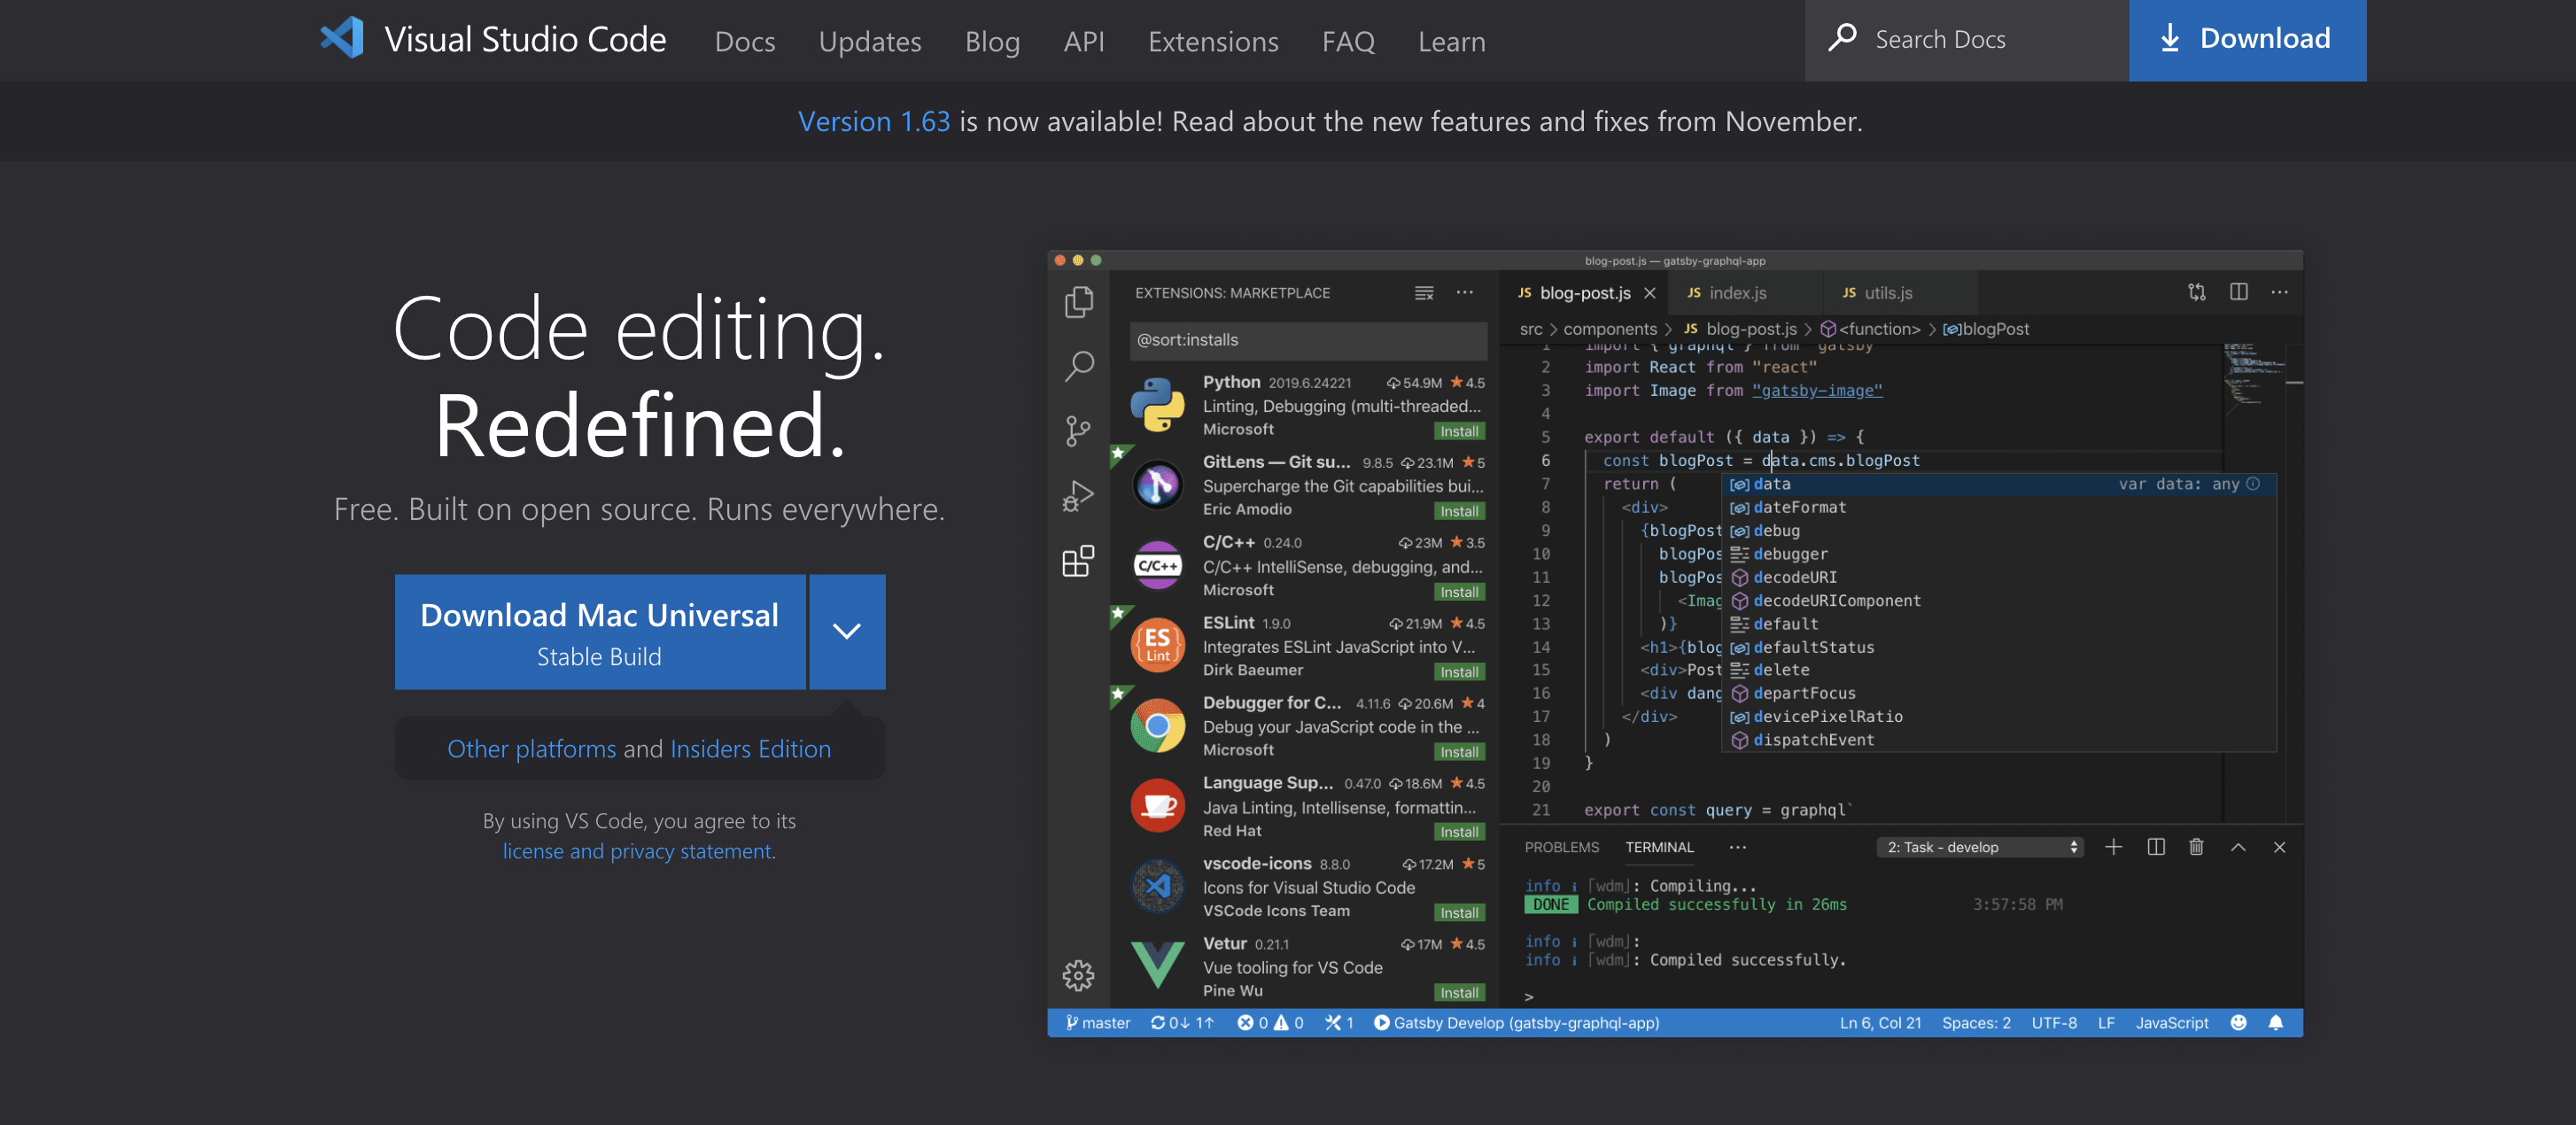 Visual Studio Code Docs Updates Blog API Extensions FAQ Learn Search Docs Download
Version 1.63 is now available! Read about the new features and fixes from November.
Code editing.
Redefined.
Free. Built on open source. Runs everywhere.
Download Mac Universal
Stable Build
Other platforms and Insiders Edition
By using VS Code, you agree to its
license and privacy statement.
blog-post.js — gatsby-graphql-app
EXTENSIONS: MARKETPLACE
@sort:installs
Python 2019.6.24221 54.9M 4.5
Linting, Debugging (multi-threaded...
Microsoft Install
GitLens — Git su... 9.8.5 23.1M 5
Supercharge the Git capabilities bui...
Eric Amodio Install
C/C++
C/C++ 0.24.0 23M 3.5
C/C++ IntelliSense, debugging, and...
Microsoft Install
ES
Lint
ESLint 1.9.0 21.9M 4.5
Integrates ESLint JavaScript into V...
Dirk Baeumer Install
Debugger for C... 4.11.6 20.6M 4
Debug your JavaScript code in the ...
Microsoft Install
Language Sup... 0.47.0 18.6M 4.5
Java Linting, Intellisense, formattin...
Red Hat Install
vscode-icons 8.8.0 17.2M 5
Icons for Visual Studio Code
VSCode Icons Team Install
Vetur 0.21.1 17M 4.5
Vue tooling for VS Code
Pine Wu Install
JS blog-post.js JS index.js JS utils.js
src > components > JS blog-post.js > <function> > blogPost
1 import { graphql } from "gatsby"
2 import React from "react"
3 import Image from "gatsby-image"
4
5 export default ({ data }) => {
6 const blogPost = data.cms.blogPost
7 return (
8 <div>
9 {blogPost
10 blogPos
11 blogPos
12 <Imag
13 )}
14 <h1>{blog
15 <div>Post
16 <div dang
17 </div>
18 )
19 }
20
21 export const query = graphql`
data var data: any
dateFormat
debug
debugger
decodeURI
decodeURIComponent
default
defaultStatus
delete
departFocus
devicePixelRatio
dispatchEvent
PROBLEMS TERMINAL ... 2: Task - develop
info i ｢wdm｣: Compiling...
DONE Compiled successfully in 26ms 3:57:58 PM
info i ｢wdm｣:
info i ｢wdm｣: Compiled successfully.
>
master 0↓ 1↑ 0 0 1 Gatsby Develop (gatsby-graphql-app) Ln 6, Col 21 Spaces: 2 UTF-8 LF JavaScript